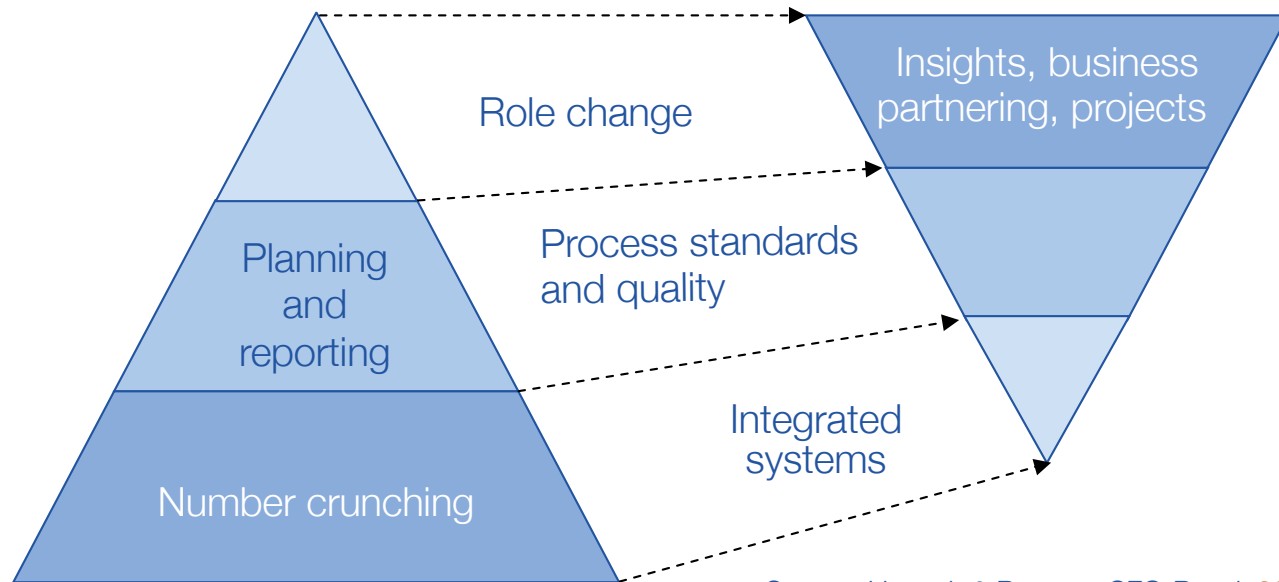 Insights, business
partnering, projects
Role change
Process standards
and quality
Planning
and
reporting
Integrated
systems
Number crunching